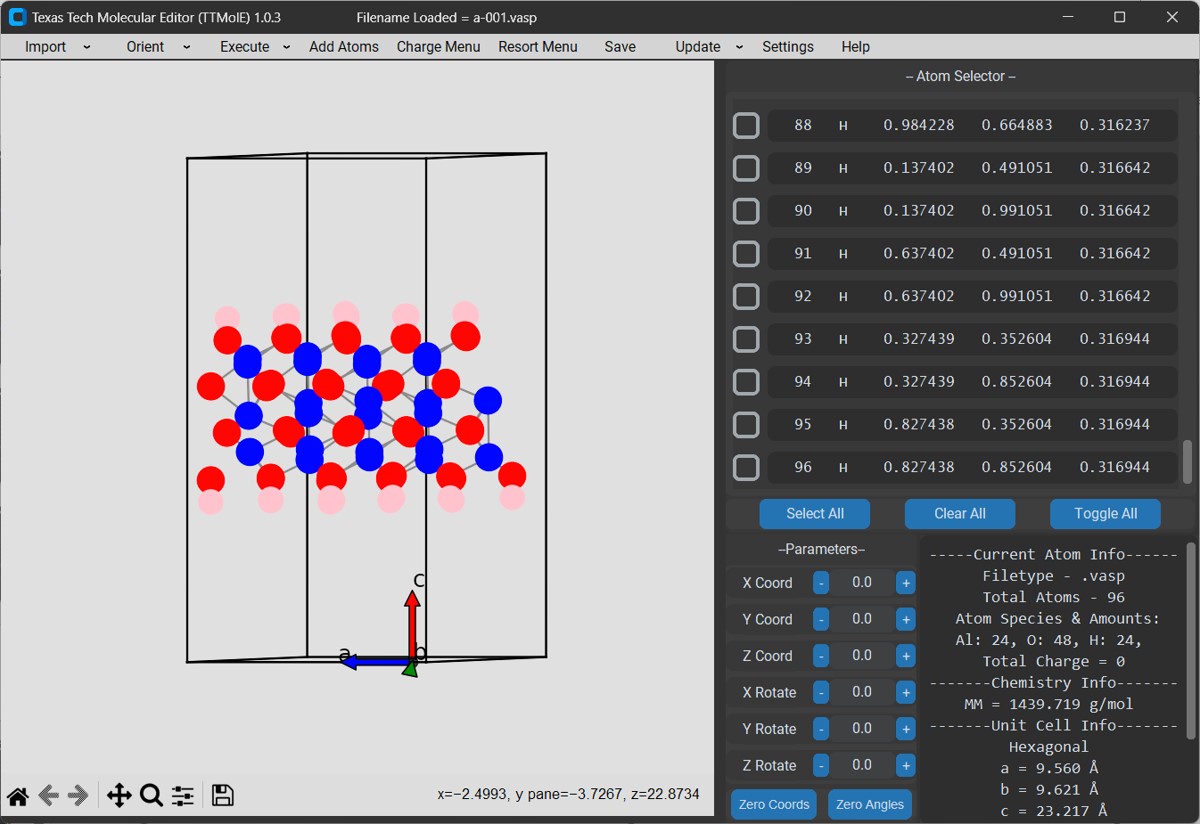 Texas Tech Molecular Editor (TTMolE) 1.0.3 Filename Loaded = a-001.vasp
Import Orient Execute Add Atoms Charge Menu Resort Menu Save Update Settings Help
-- Atom Selector --
88 H 0.984228 0.664883 0.316237
89 H 0.137402 0.491051 0.316642
90 H 0.137402 0.991051 0.316642
91 H 0.637402 0.491051 0.316642
92 H 0.637402 0.991051 0.316642
93 H 0.327439 0.352604 0.316944
94 H 0.327439 0.852604 0.316944
95 H 0.827438 0.352604 0.316944
96 H 0.827438 0.852604 0.316944
Select All Clear All Toggle All
--Parameters--
X Coord - 0.0 +
Y Coord - 0.0 +
Z Coord - 0.0 +
X Rotate - 0.0 +
Y Rotate - 0.0 +
Z Rotate - 0.0 +
Zero Coords Zero Angles
-----Current Atom Info------
Filetype - .vasp
Total Atoms - 96
Atom Species & Amounts:
Al: 24, O: 48, H: 24,
Total Charge = 0
-------Chemistry Info-------
MM = 1439.719 g/mol
-------Unit Cell Info-------
Hexagonal
a = 9.560 Å
b = 9.621 Å
c = 23.217 Å
c
a
b
x=−2.4993, y pane=−3.7267, z=22.8734